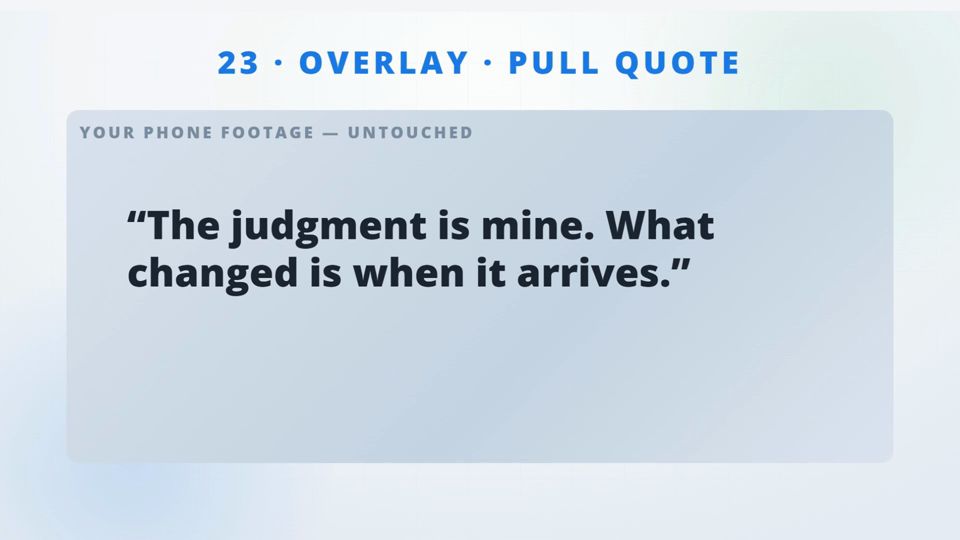 23 · OVERLAY · PULL QUOTE
YOUR PHONE FOOTAGE — UNTOUCHED
“The judgment is mine. What
changed is when it arrives.”